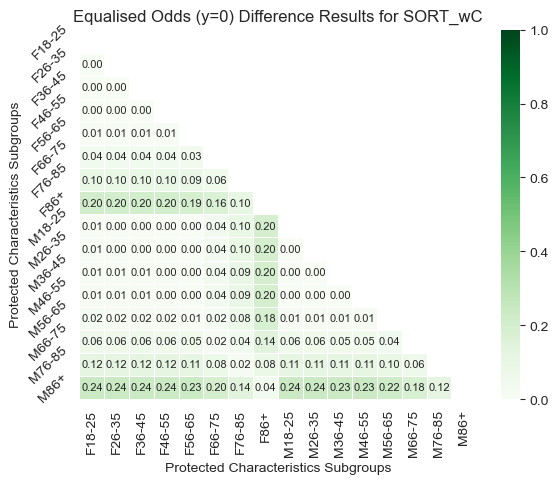 Equalised Odds (y=0) Difference Results for SORT_wC
Protected Characteristics Subgroups
F18-25
F26-35 0.00
F36-45 0.00 0.00
F46-55 0.00 0.00 0.00
F56-65 0.01 0.01 0.01 0.01
F66-75 0.04 0.04 0.04 0.04 0.03
F76-85 0.10 0.10 0.10 0.10 0.09 0.06
F86+ 0.20 0.20 0.20 0.20 0.19 0.16 0.10
M18-25 0.01 0.00 0.00 0.00 0.00 0.04 0.10 0.20
M26-35 0.01 0.00 0.00 0.00 0.00 0.04 0.10 0.20 0.00
M36-45 0.01 0.01 0.01 0.00 0.00 0.04 0.09 0.20 0.00 0.00
M46-55 0.01 0.01 0.01 0.00 0.00 0.04 0.09 0.20 0.00 0.00 0.00
M56-65 0.02 0.02 0.02 0.02 0.01 0.02 0.08 0.18 0.01 0.01 0.01 0.01
M66-75 0.06 0.06 0.06 0.06 0.05 0.02 0.04 0.14 0.06 0.06 0.05 0.05 0.04
M76-85 0.12 0.12 0.12 0.12 0.11 0.08 0.02 0.08 0.11 0.11 0.11 0.11 0.10 0.06
M86+ 0.24 0.24 0.24 0.24 0.23 0.20 0.14 0.04 0.24 0.24 0.23 0.23 0.22 0.18 0.12
F18-25 F26-35 F36-45 F46-55 F56-65 F66-75 F76-85 F86+ M18-25 M26-35 M36-45 M46-55 M56-65 M66-75 M76-85 M86+
Protected Characteristics Subgroups
1.0
0.8
0.6
0.4
0.2
0.0